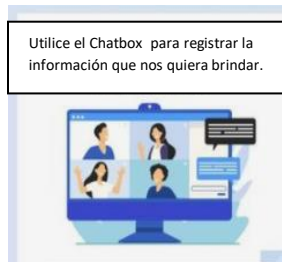 Utilice el Chatbox para registrar la
información que nos quiera brindar.